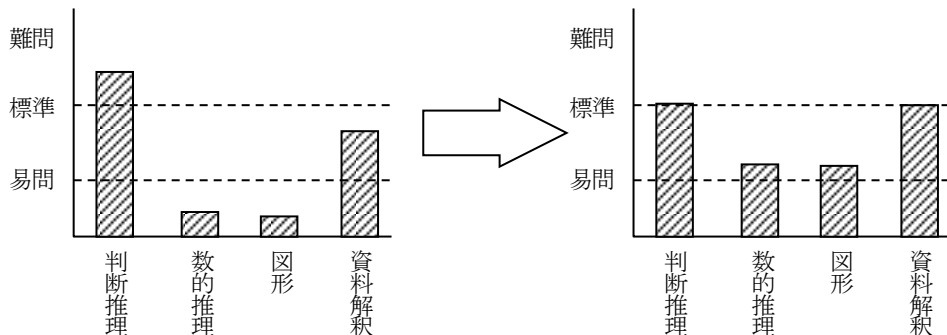 難問
標準
易問
判断推理
数的推理
図形
資料解釈
難問
標準
易問
判断推理
数的推理
図形
資料解釈